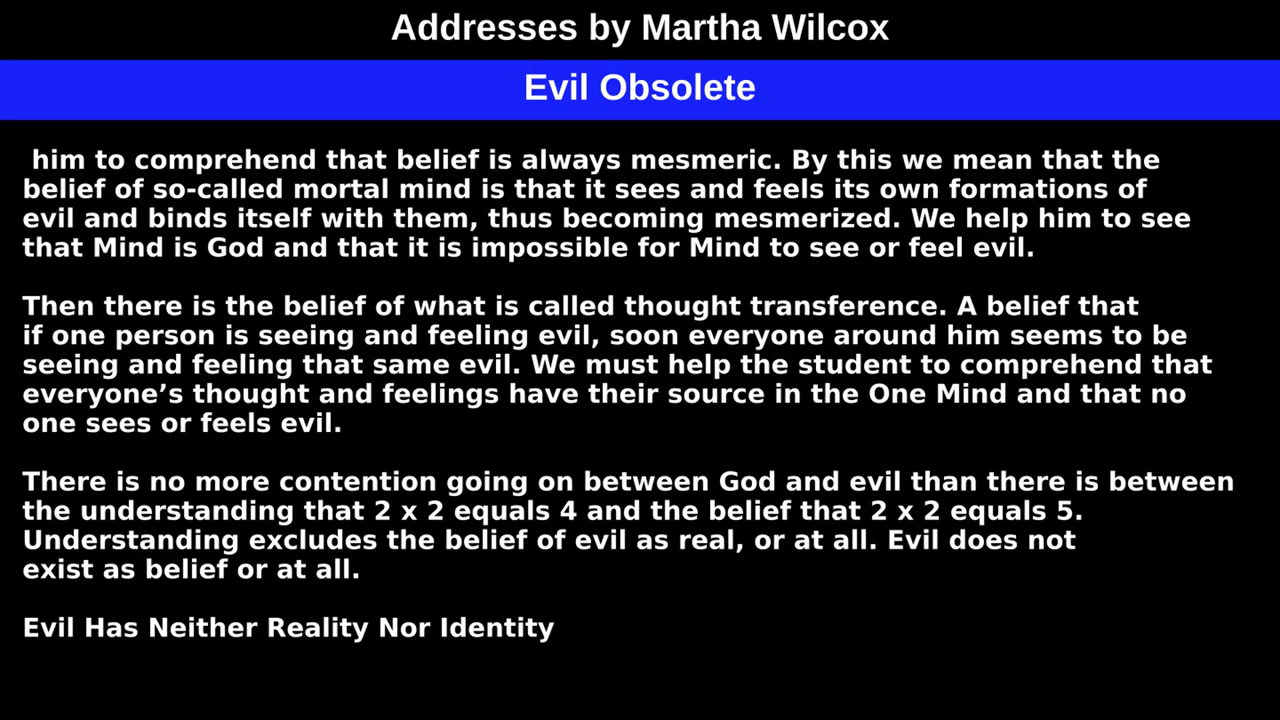 Addresses by Martha Wilcox
Evil Obsolete
him to comprehend that belief is always mesmeric. By this we mean that the
belief of so-called mortal mind is that it sees and feels its own formations of
evil and binds itself with them, thus becoming mesmerized. We help him to see
that Mind is God and that it is impossible for Mind to see or feel evil.
Then there is the belief of what is called thought transference. A belief that
if one person is seeing and feeling evil, soon everyone around him seems to be
seeing and feeling that same evil. We must help the student to comprehend that
everyone’s thought and feelings have their source in the One Mind and that no
one sees or feels evil.
There is no more contention going on between God and evil than there is between
the understanding that 2 x 2 equals 4 and the belief that 2 x 2 equals 5.
Understanding excludes the belief of evil as real, or at all. Evil does not
exist as belief or at all.
Evil Has Neither Reality Nor Identity